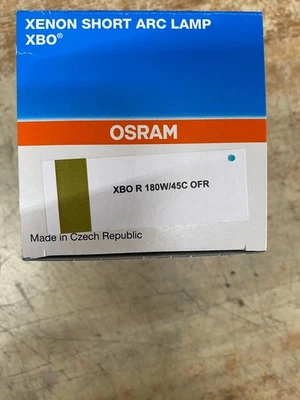 XENON SHORT ARC LAMP
XBO®
OSRAM
XBO R 180W/45C OFR
Made in Czech Republic